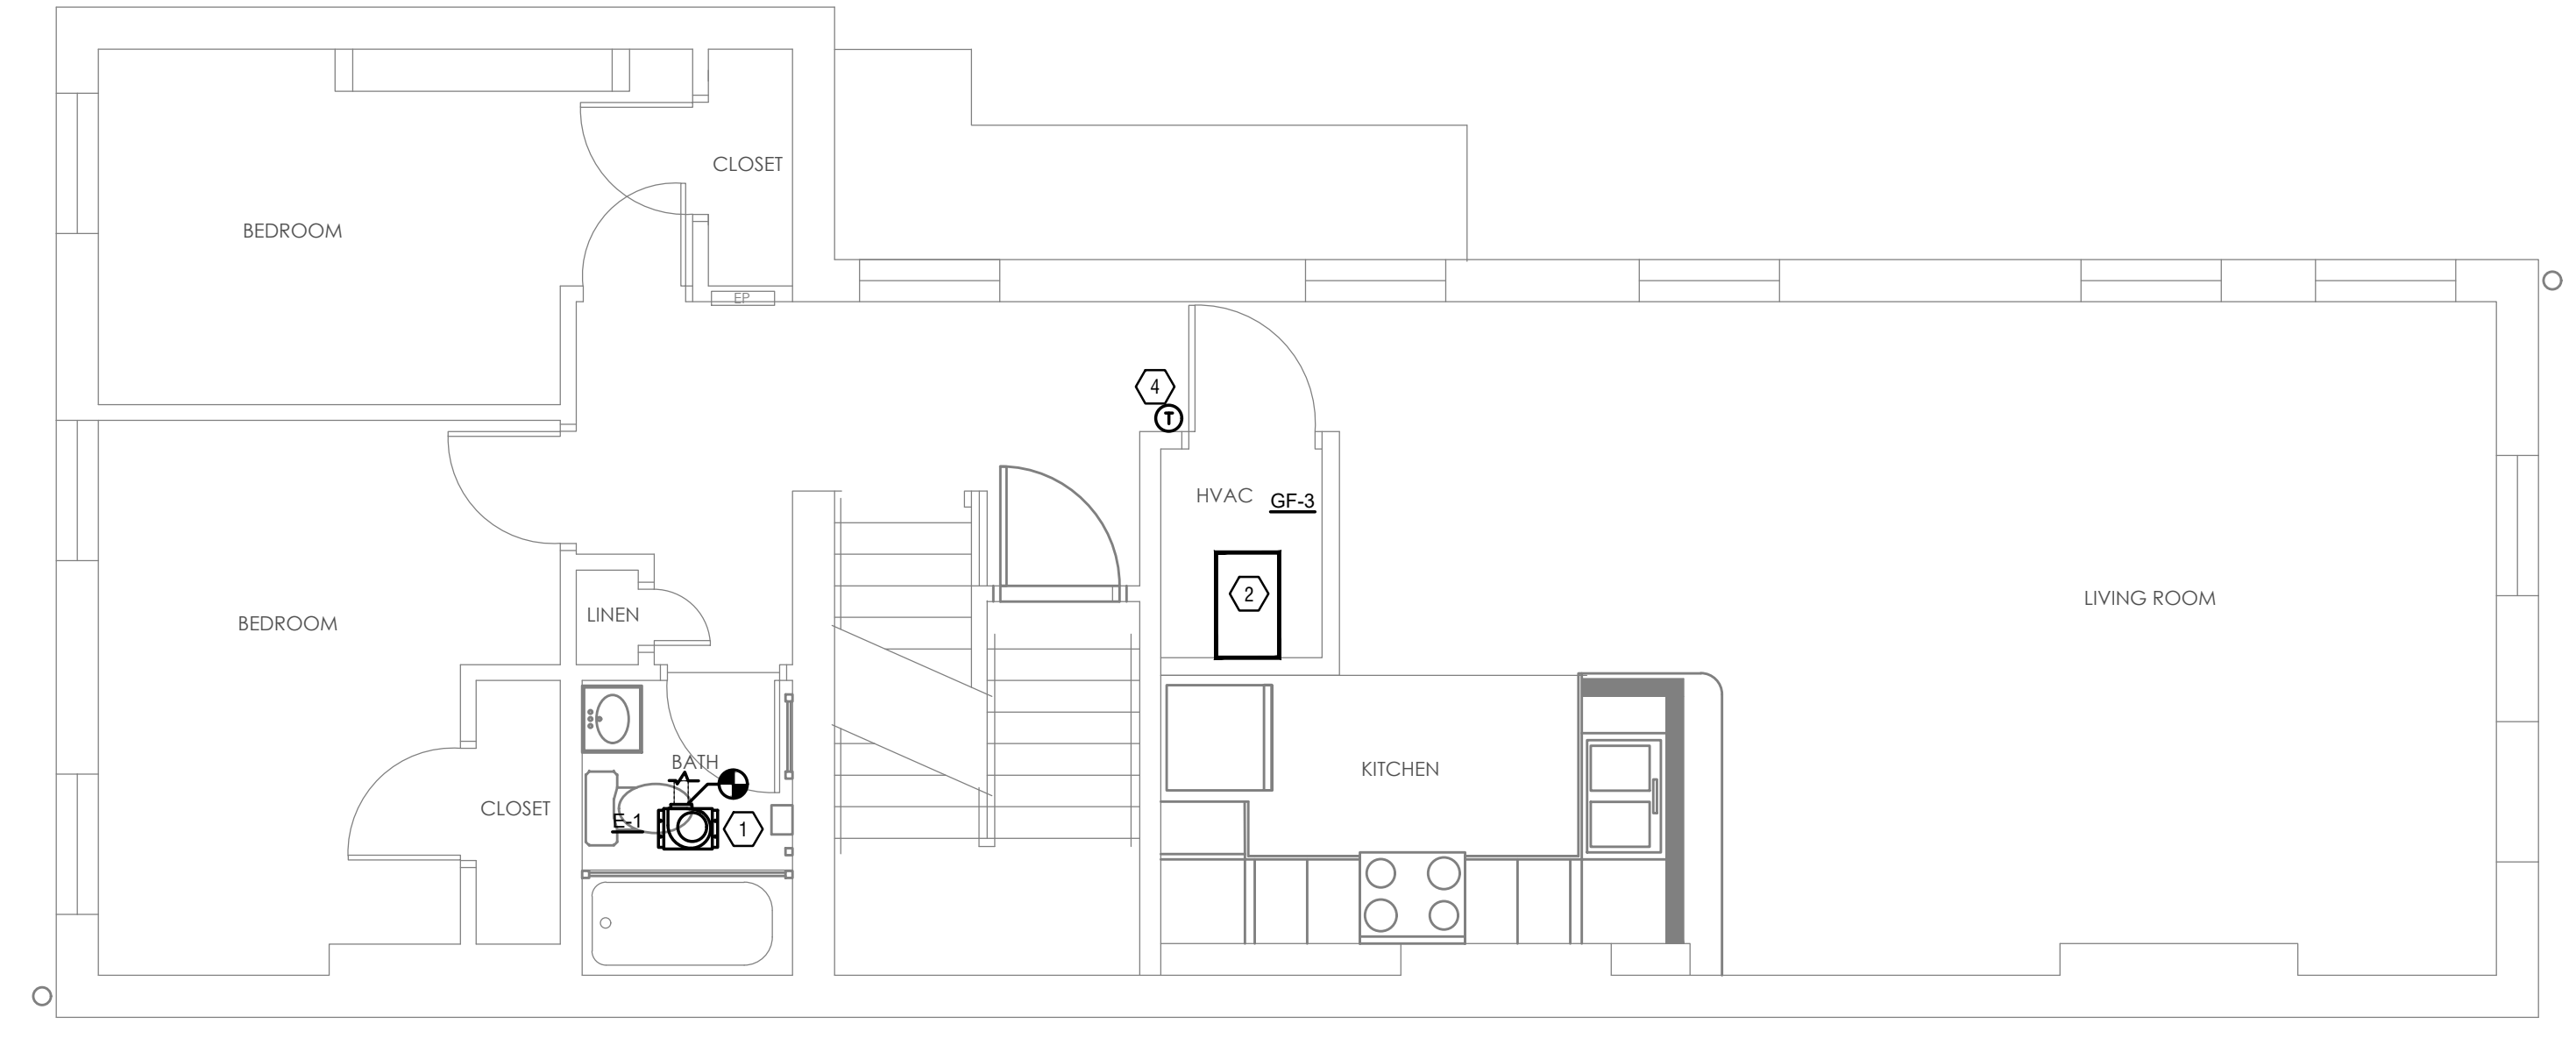 CLOSET
BEDROOM
EP
4
T
HVAC
GF-3
2
LIVING ROOM
LINEN
BEDROOM
BATH
KITCHEN
CLOSET
E-1
1